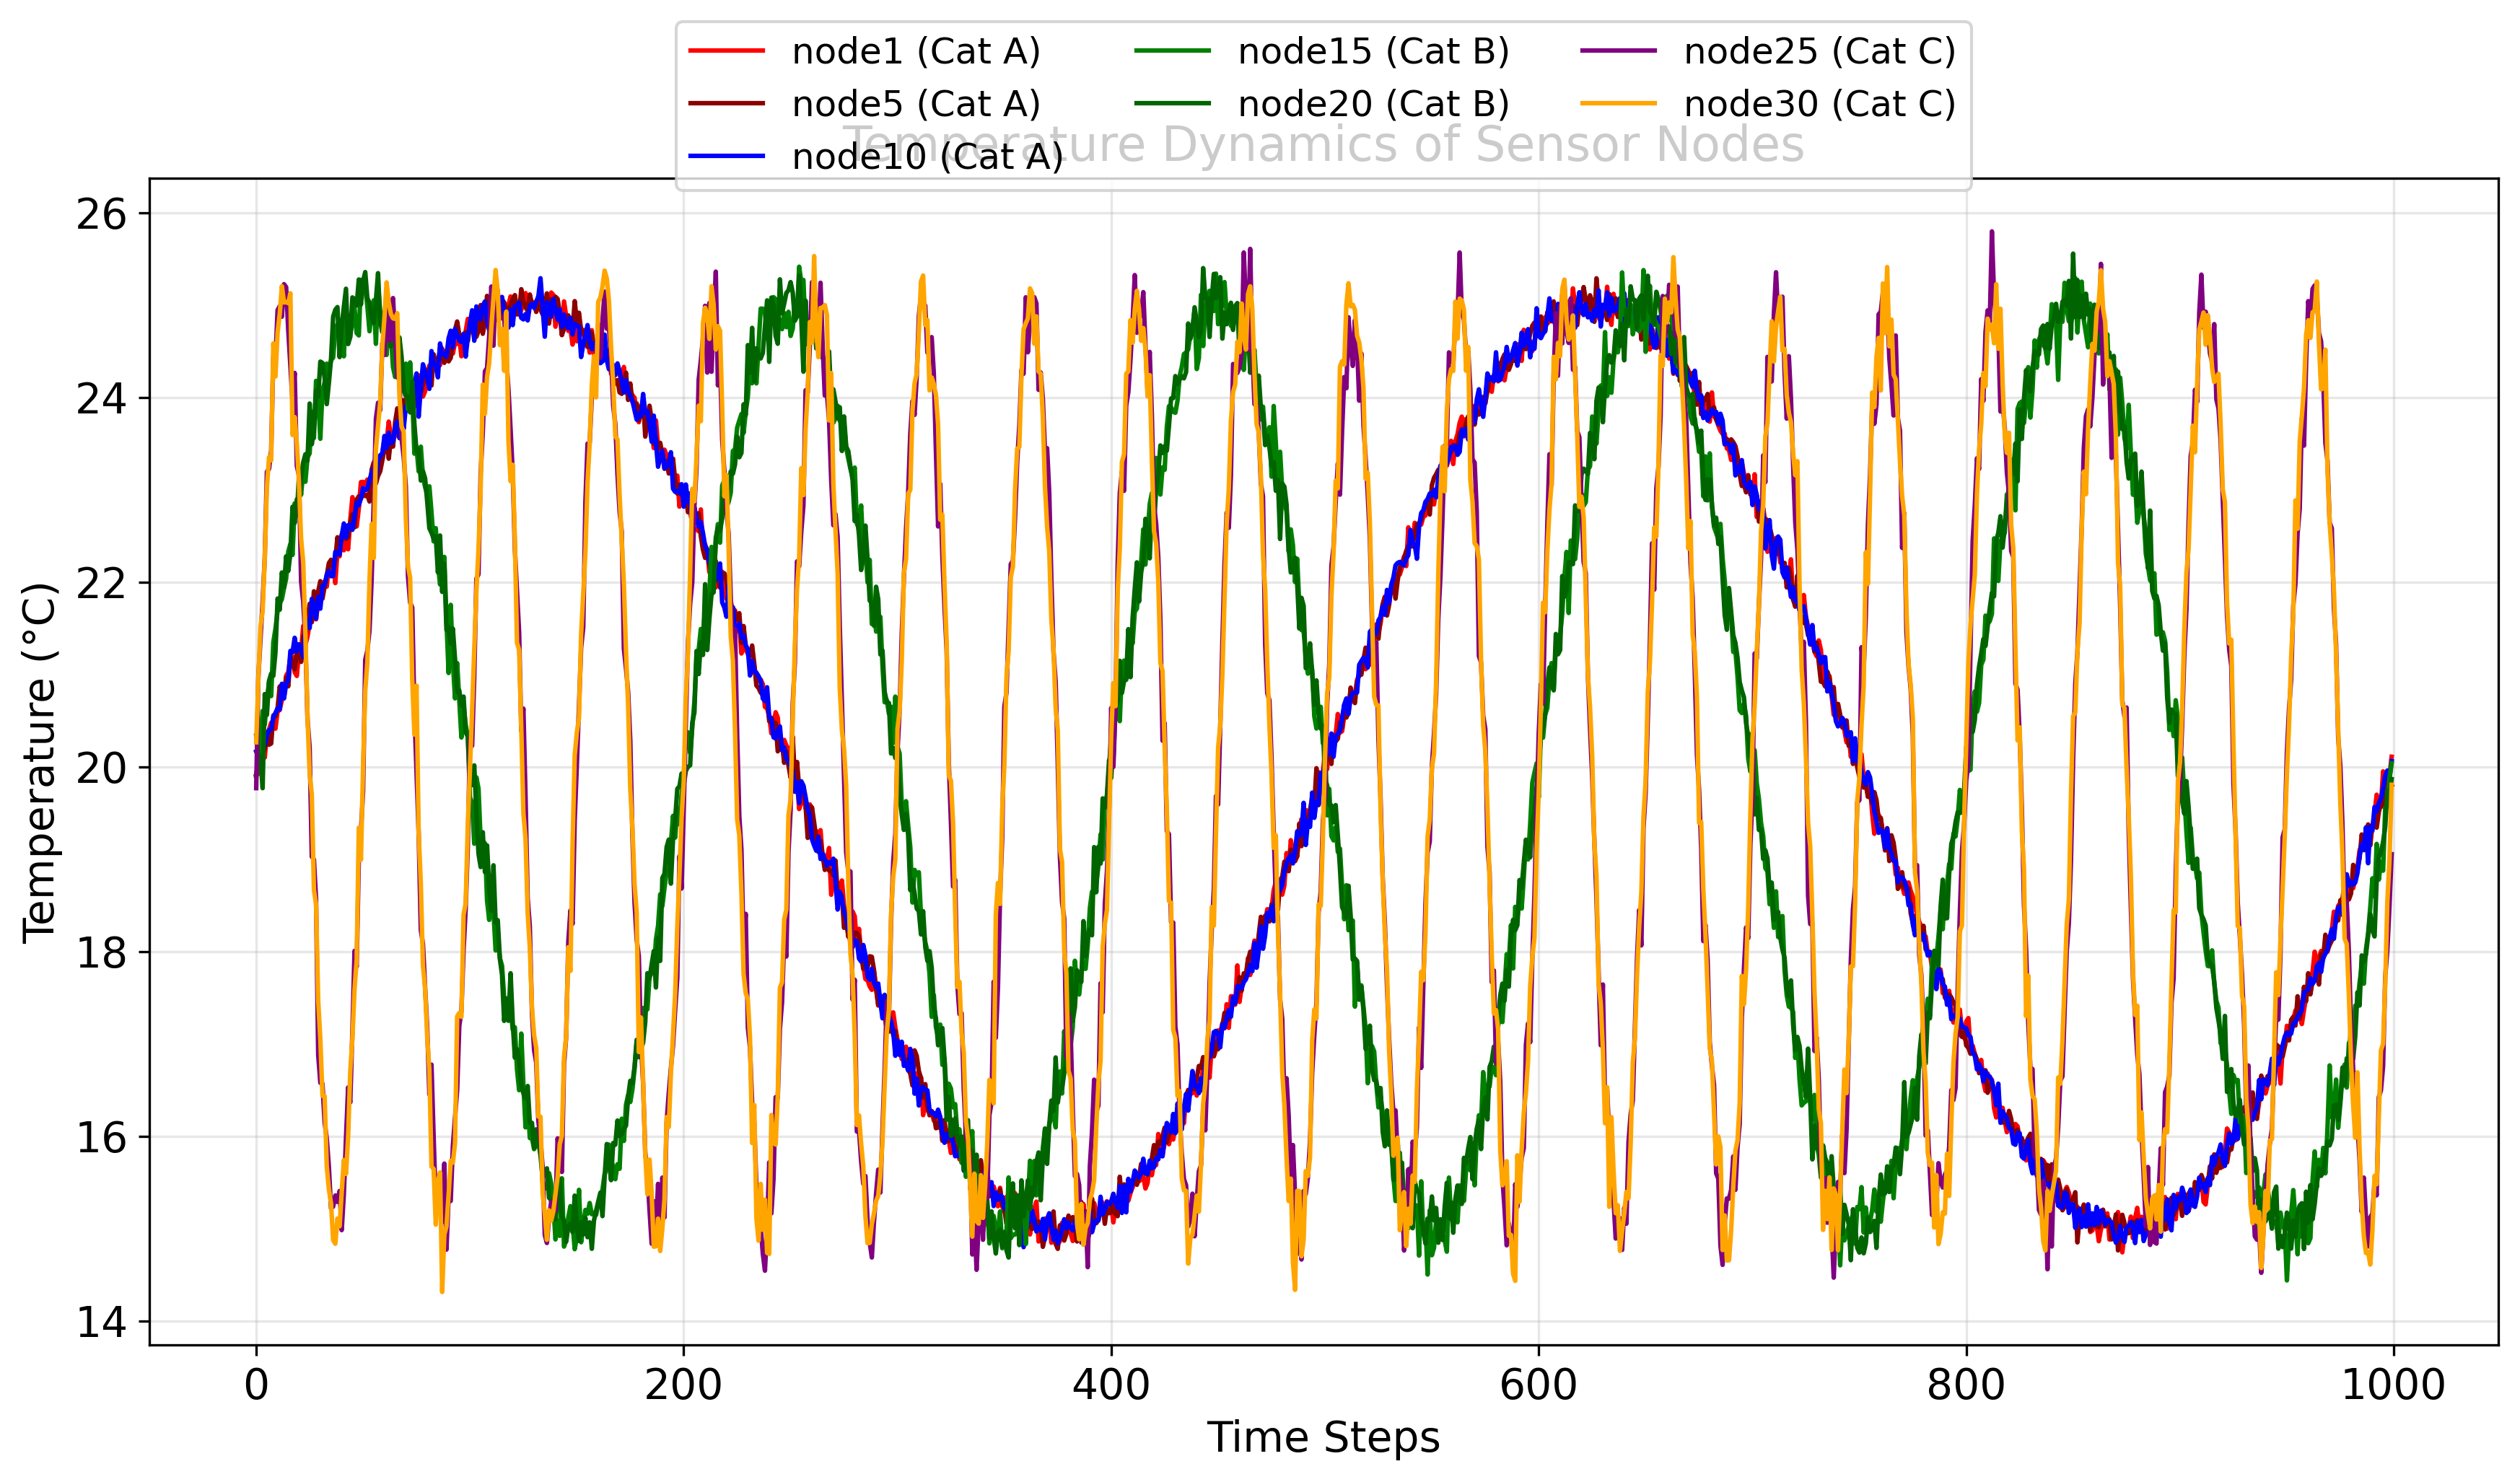 node1 (Cat A)
node5 (Cat A)
node10 (Cat A)
node15 (Cat B)
node20 (Cat B)
node25 (Cat C)
node30 (Cat C)
Temperature Dynamics of Sensor Nodes
26
24
22
20
18
16
14
Temperature (°C)
0 200 400 600 800 1000
Time Steps